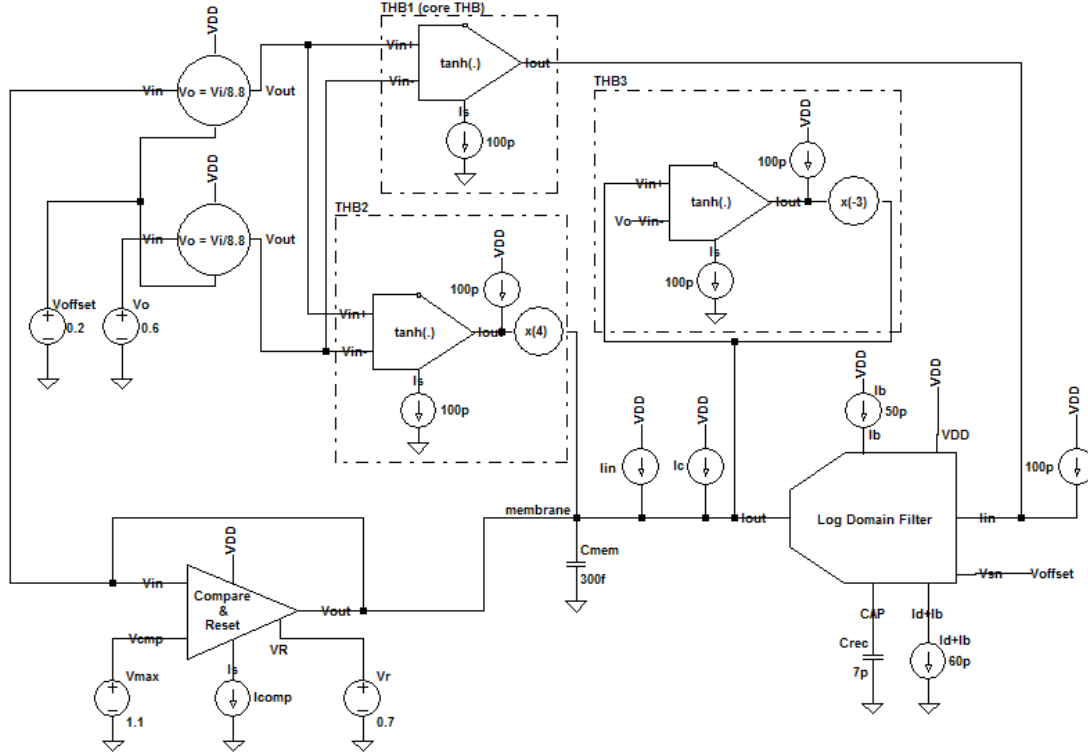 THB1 (core THB)
VDD
Vin+
Vin-
tanh(.)
Iout
Is
100p
Vin
Vo = Vi/8.8
Vout
THB3
VDD
100p
Vin+
Vo
Vin-
tanh(.)
Iout
x(-3)
Is
100p
VDD
Vin
Vo = Vi/8.8
Vout
THB2
VDD
100p
Vin+
Vin-
tanh(.)
Iout
x(4)
Is
100p
Voffset
0.2
Vo
0.6
VDD
Iin
VDD
Ic
VDD
Ib
50p
Ib
VDD
VDD
VDD
100p
membrane
Iout
Log Domain Filter
Iin
Vsn
Voffset
Cmem
300f
CAP
Crec
7p
Id+Ib
Id+Ib
60p
VDD
Vin
Compare
&
Reset
Vout
Vcmp
VR
Is
Vmax
1.1
Icomp
Vr
0.7